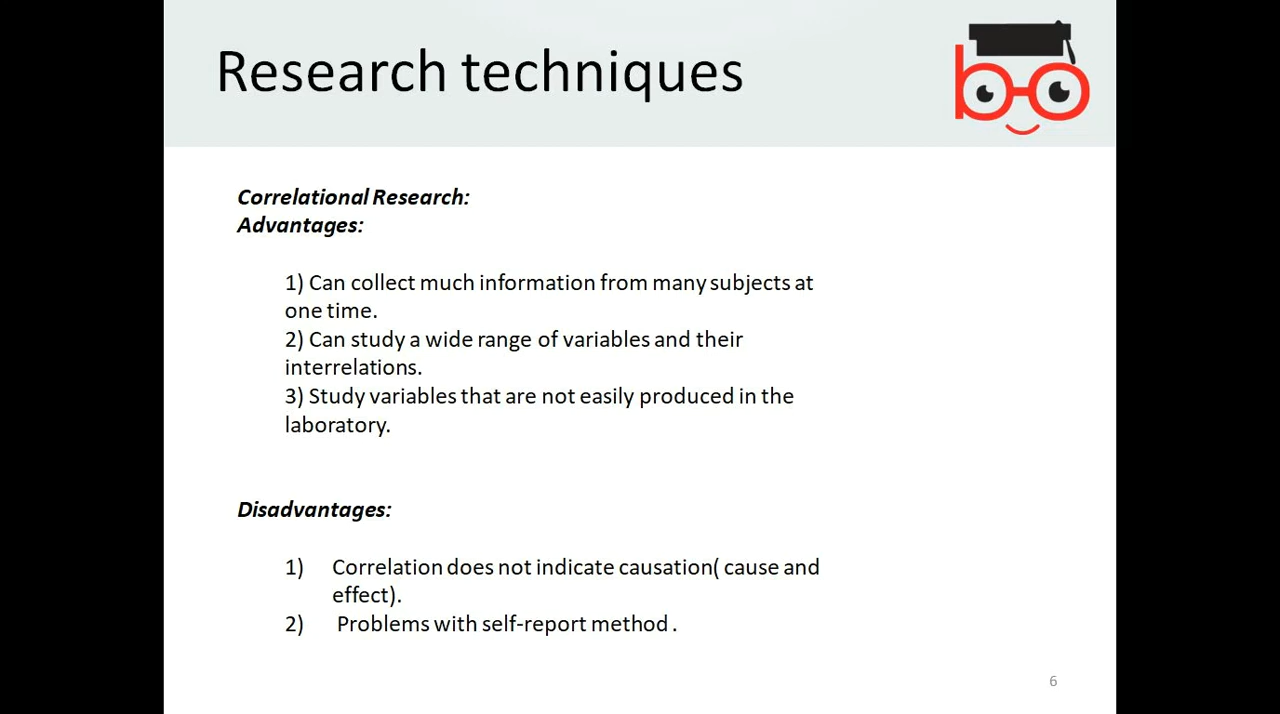 Research techniques
Correlational Research:
Advantages:
1) Can collect much information from many subjects at
one time.
2) Can study a wide range of variables and their
interrelations.
3) Study variables that are not easily produced in the
laboratory.
Disadvantages:
1) Correlation does not indicate causation( cause and
effect).
2) Problems with self-report method .
6